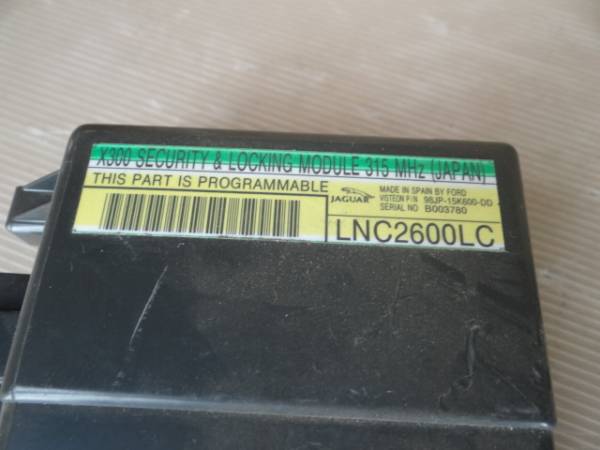 X300 SECURITY & LOCKING MODULE 315 MHz (JAPAN)
THIS PART IS PROGRAMMABLE
JAGUAR
MADE IN SPAIN BY FORD
VISTEON P/N 98JP-15K600-DD
SERIAL NO B003780
LNC2600LC